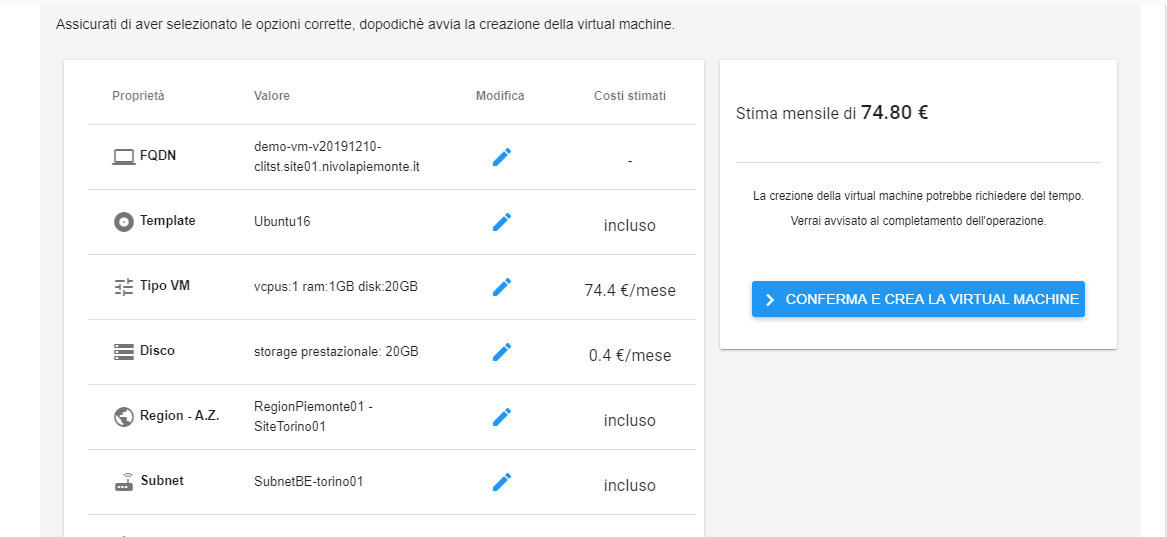 Assicurati di aver selezionato le opzioni corrette, dopodichè avvia la creazione della virtual machine.
Proprietà Valore Modifica Costi stimati
FQDN demo-vm-v20191210-
clitst.site01.nivolapiemonte.it -
Template Ubuntu16 incluso
Tipo VM vcpus:1 ram:1GB disk:20GB 74.4 €/mese
Disco storage prestazionale: 20GB 0.4 €/mese
Region - A.Z. RegionPiemonte01 -
SiteTorino01 incluso
Subnet SubnetBE-torino01 incluso
Stima mensile di 74.80 €
La crezione della virtual machine potrebbe richiedere del tempo.
Verrai avvisato al completamento dell'operazione.
CONFERMA E CREA LA VIRTUAL MACHINE